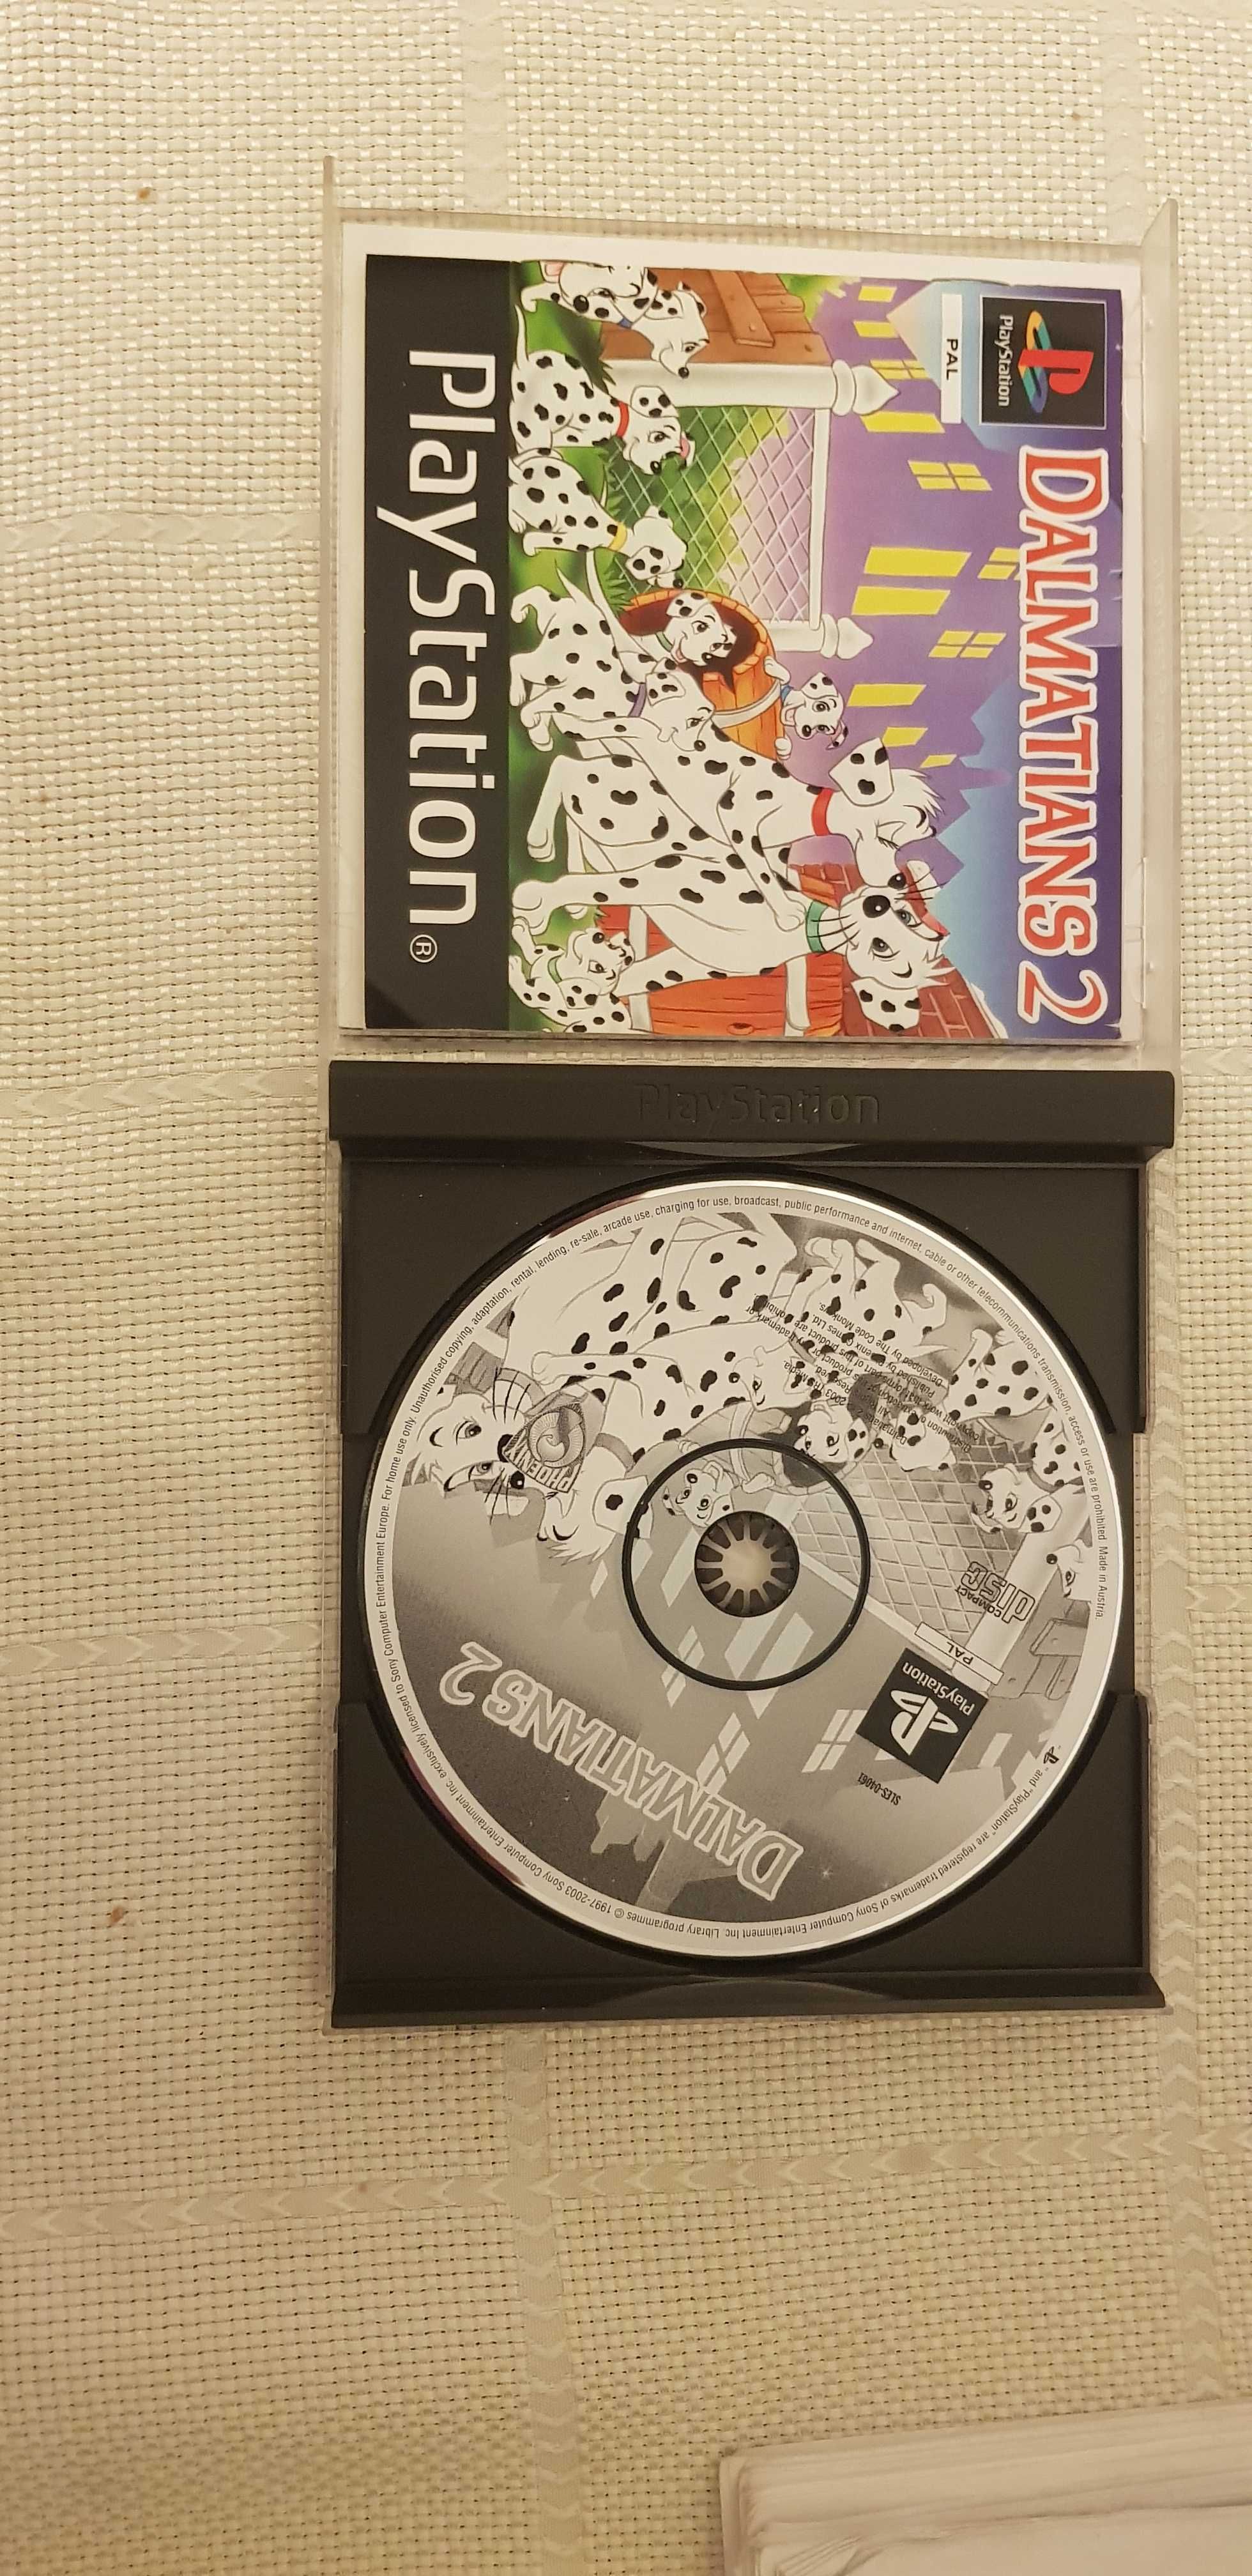 DALMATIANS 2
PlayStation
PAL
PlayStation®
PlayStation
DALMATIANS 2
PlayStation
PAL
SLES-04061
COMPACT
disc
PHOENIX
Developed by The Code Monkeys.
" and "PlayStation" are registered trademarks of Sony Computer Entertainment Inc. Library programmes © 1997-2003 Sony Computer Entertainment Inc. exclusively licensed to Sony Computer Entertainment Europe. For home use only. Unauthorised copying, adaptation, rental, lending, re-sale, arcade use, charging for use, broadcast, public performance and internet, cable or other telecommunications transmission, access or use are prohibited. Made in Austria.